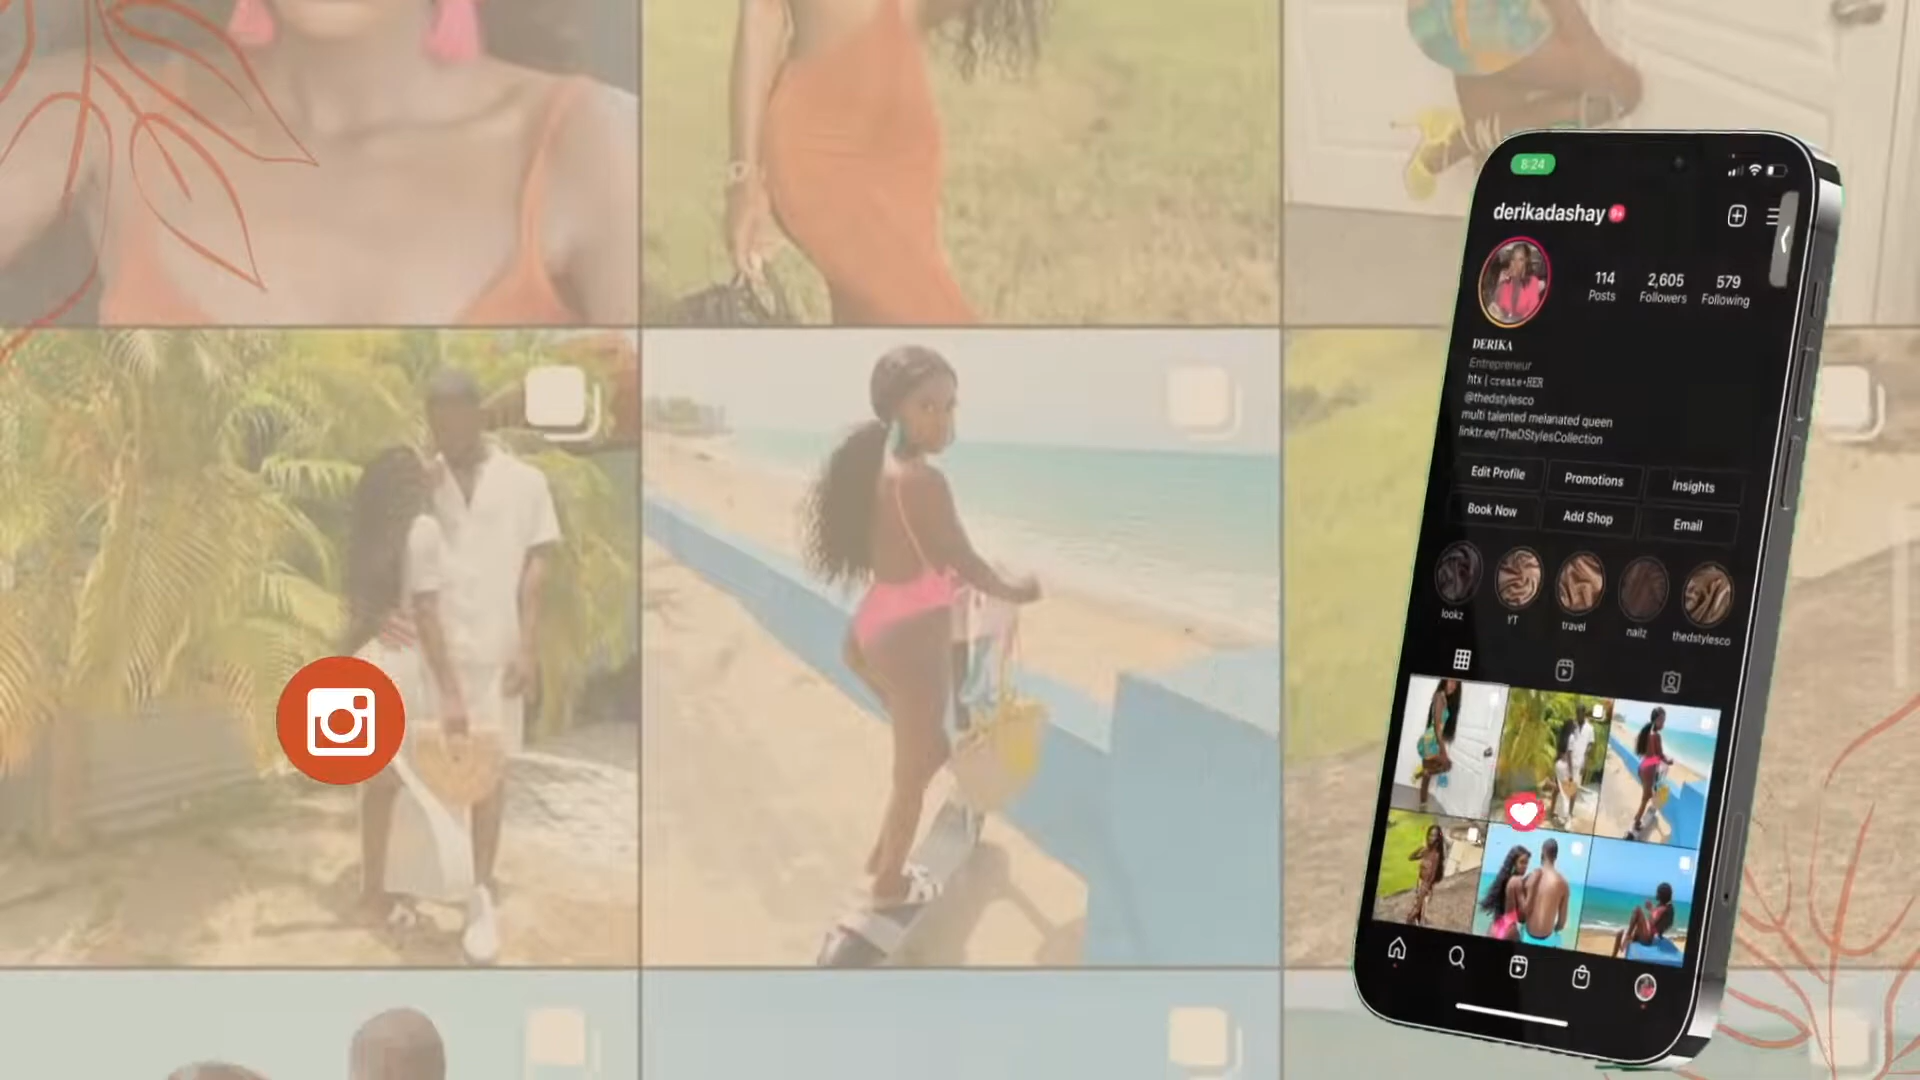 8:24
derikadashay 9+
114 2,605 579
Posts Followers Following
DERIKA
Entrepreneur
htx | create+HER
@thedstylesco
multi talented melanated queen
linktr.ee/TheDStylesCollection
Edit Profile Promotions Insights
Book Now Add Shop Email
lookz YT travel nailz thedstylesco